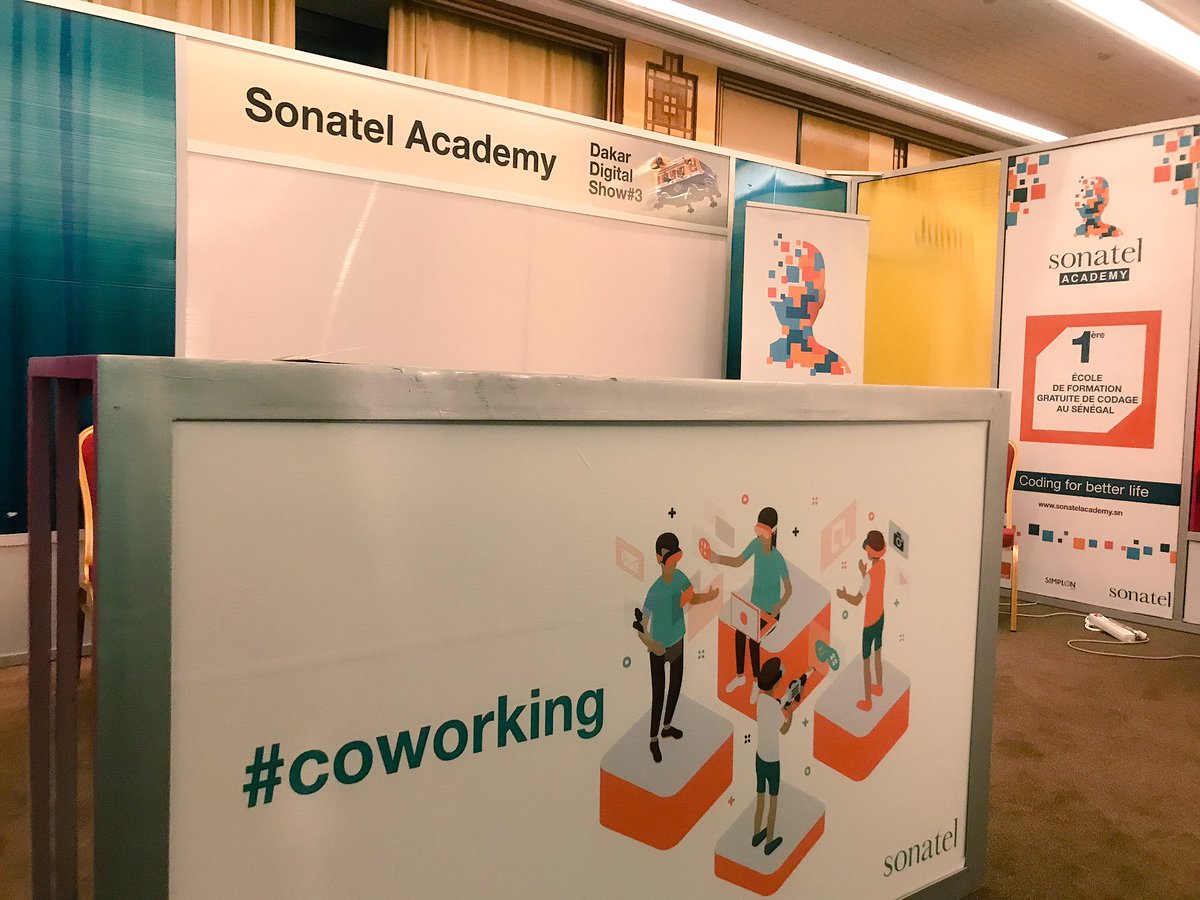 Sonatel Academy
Dakar
Digital
Show#3
sonatel
ACADEMY
1ère
ÉCOLE
DE FORMATION
GRATUITE DE CODAGE
AU SÉNÉGAL
Coding for better life
www.sonatelacademy.sn
SIMPLON
sonatel
#coworking
sonatel